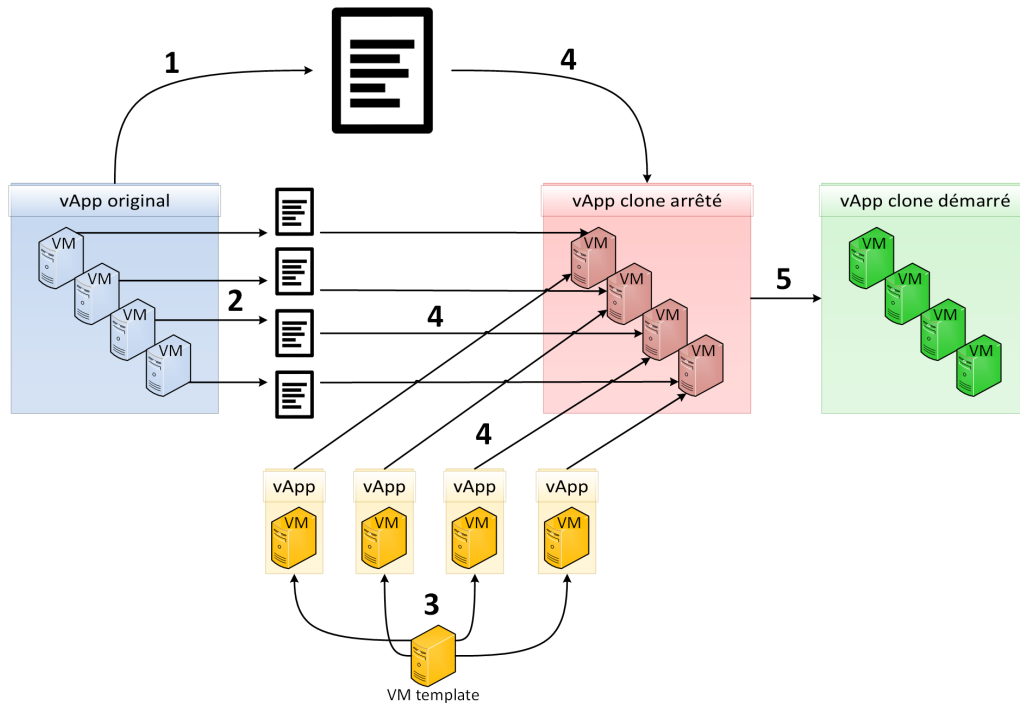 1
4
vApp original
vApp clone arrêté
vApp clone démarré
VM
VM
VM
VM
2
4
VM
VM
VM
VM
5
VM
VM
VM
VM
4
vApp
vApp
vApp
vApp
VM
VM
VM
VM
3
VM template